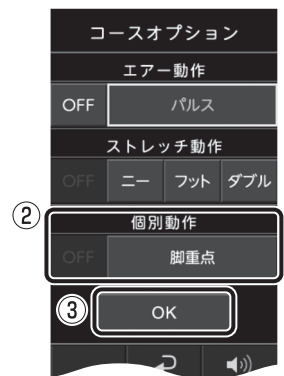 コースオプション
エアー動作
OFF パルス
ストレッチ動作
OFF ニー フット ダブル
② 個別動作
OFF 脚重点
③ OK